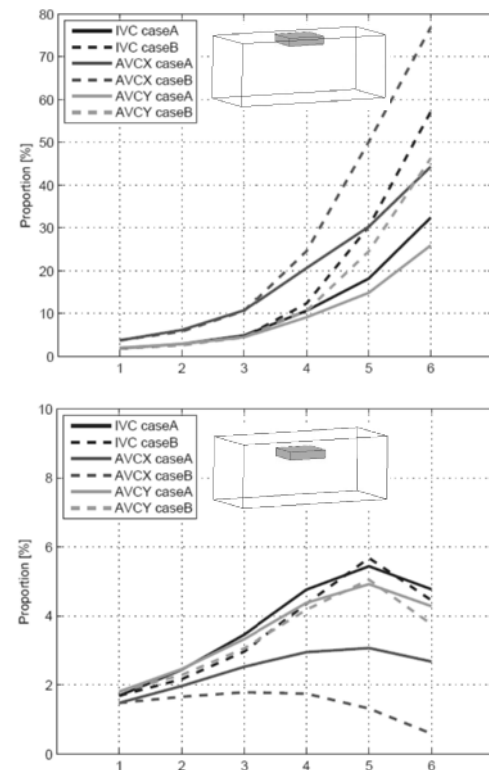 80
70
60
50
40
30
20
10
0
Proportion [%]
IVC caseA
IVC caseB
AVCX caseA
AVCX caseB
AVCY caseA
AVCY caseB
1 2 3 4 5 6
10
8
6
4
2
0
Proportion [%]
IVC caseA
IVC caseB
AVCX caseA
AVCX caseB
AVCY caseA
AVCY caseB
1 2 3 4 5 6